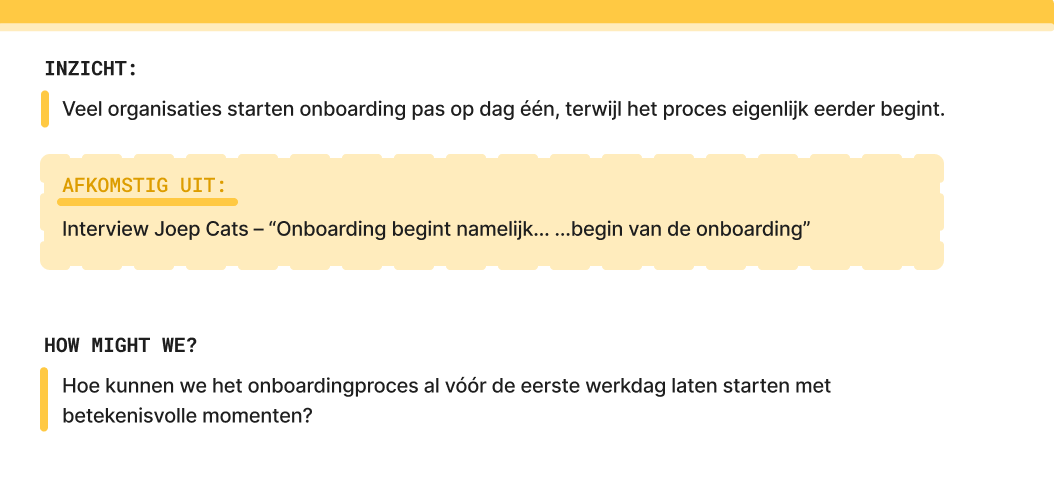 INZICHT:
Veel organisaties starten onboarding pas op dag één, terwijl het proces eigenlijk eerder begint.
AFKOMSTIG UIT:
Interview Joep Cats – “Onboarding begint namelijk... ...begin van de onboarding”
HOW MIGHT WE?
Hoe kunnen we het onboardingproces al vóór de eerste werkdag laten starten met
betekenisvolle momenten?